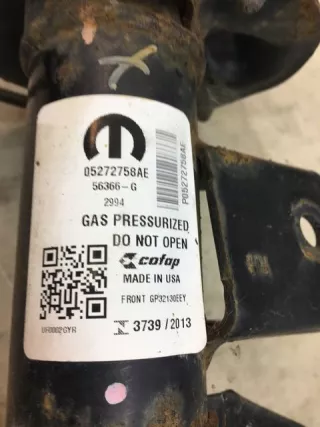 05272758AE
56366-G
2994
GAS PRESSURIZED
DO NOT OPEN
cofap
MADE IN USA
FRONT GP32130EEY
N 3739/2013
P05272758AE